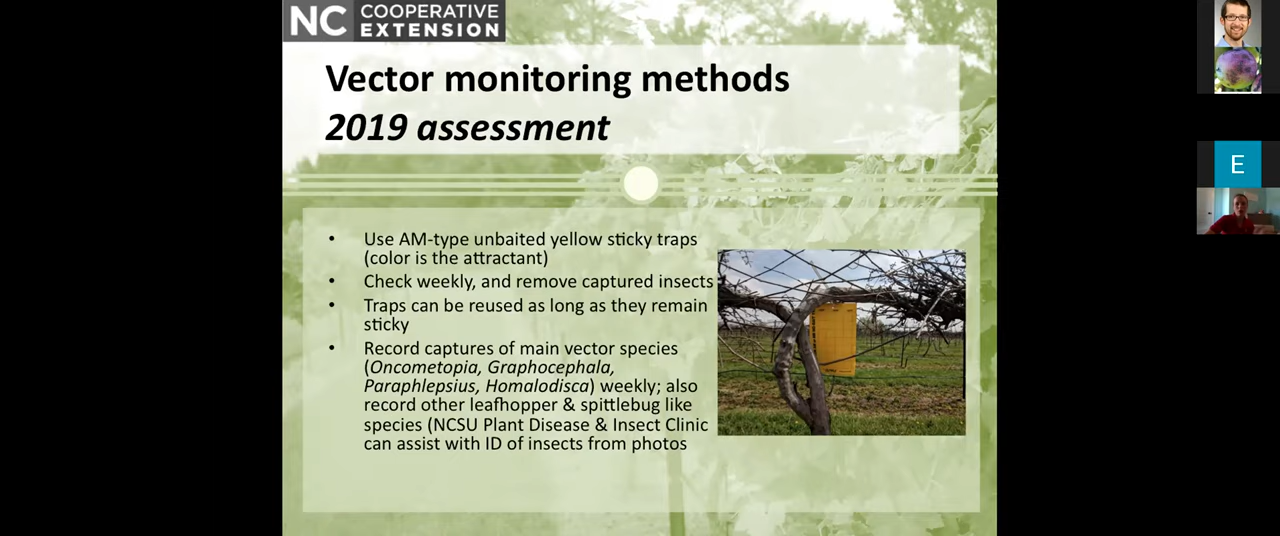 NC COOPERATIVE
EXTENSION
Vector monitoring methods
2019 assessment
• Use AM-type unbaited yellow sticky traps
(color is the attractant)
• Check weekly, and remove captured insects
• Traps can be reused as long as they remain
sticky
• Record captures of main vector species
(Oncometopia, Graphocephala,
Paraphlepsius, Homalodisca) weekly; also
record other leafhopper & spittlebug like
species (NCSU Plant Disease & Insect Clinic
can assist with ID of insects from photos
E